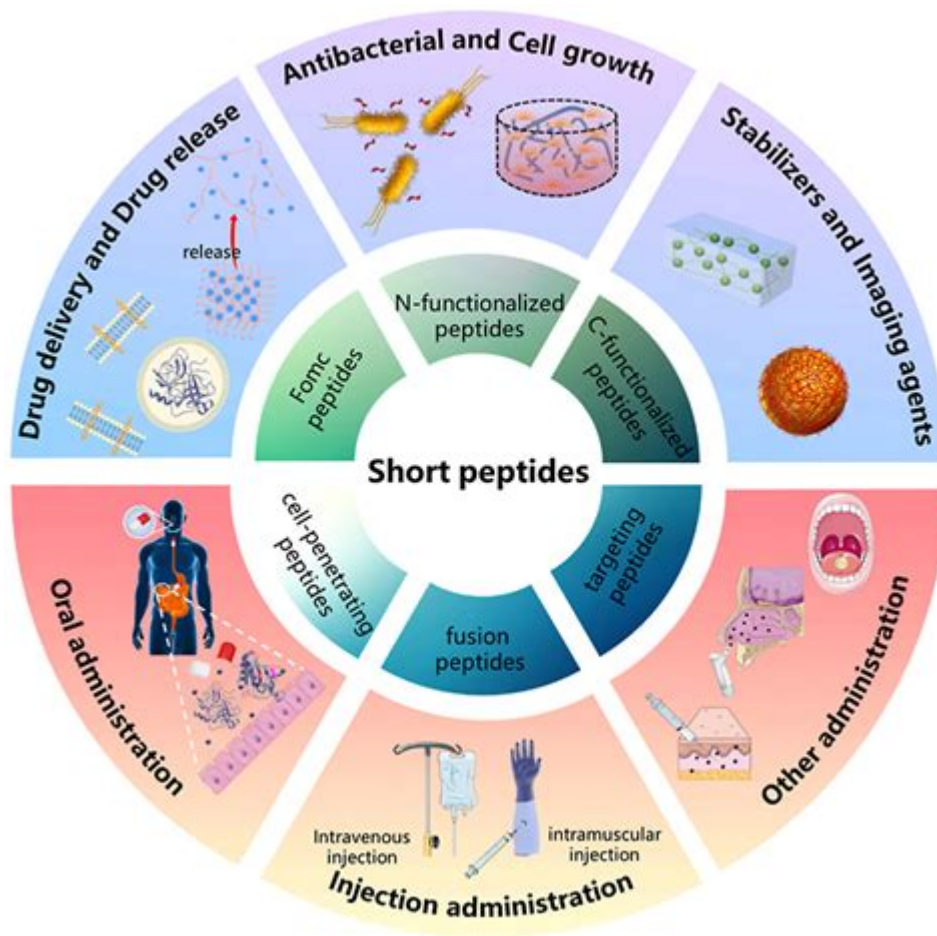 Antibacterial and Cell growth
Drug delivery and Drug release
Stabilizers and Imaging agents
release
N-functionalized
peptides
Fomc
peptides
C-functionalized
peptides
Short peptides
cell-penetrating
peptides
targeting
peptides
fusion
peptides
Oral administration
Other administration
Intravenous
injection
intramuscular
injection
Injection administration